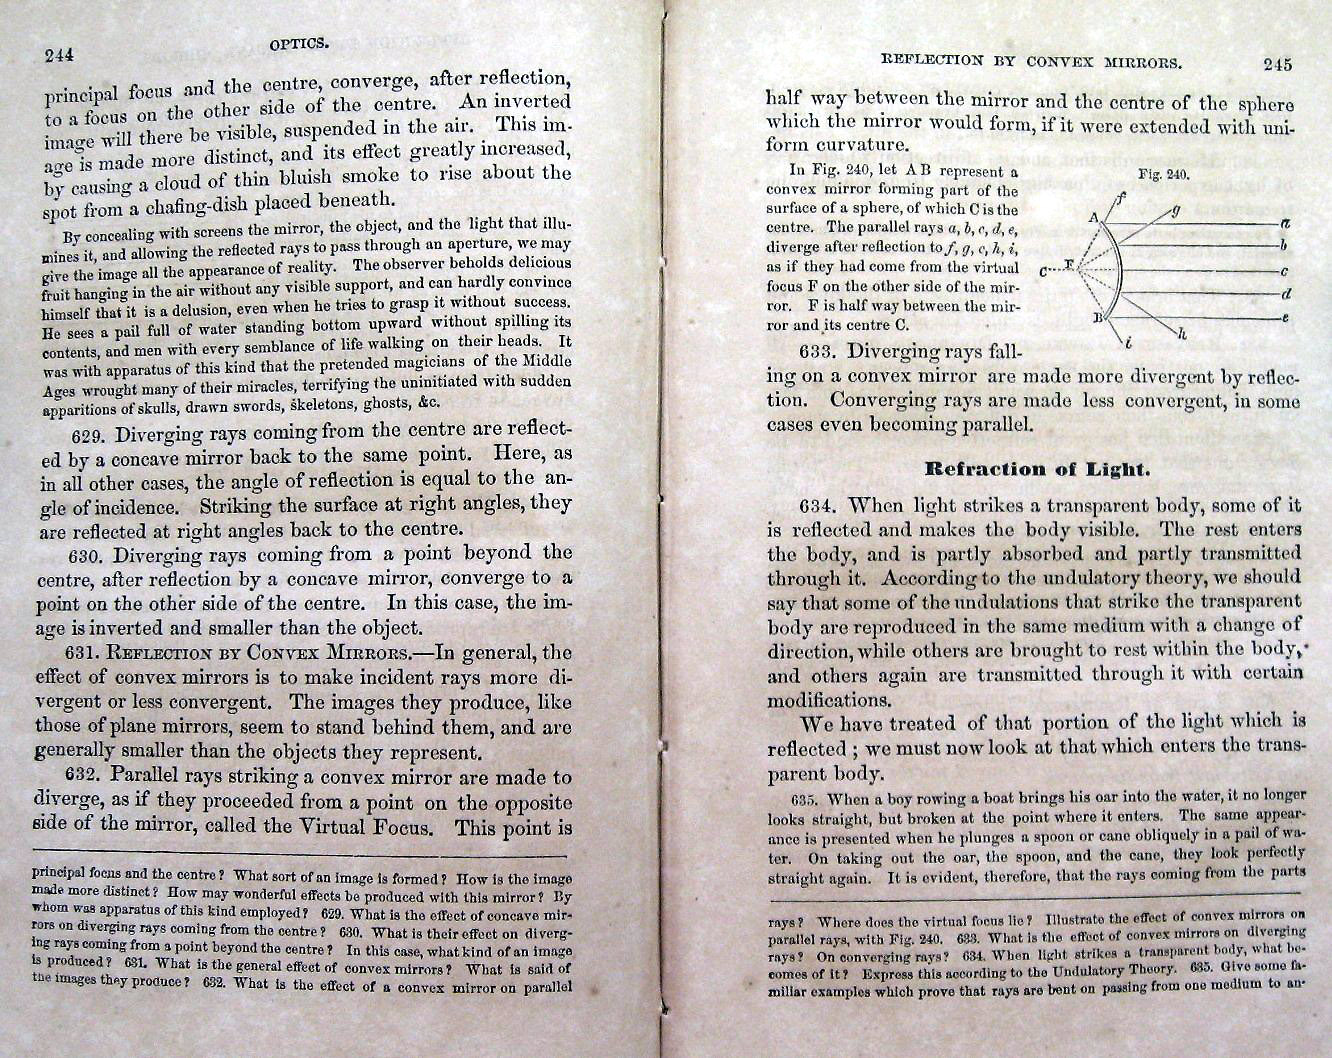 244
OPTICS.
principal focus and the centre, converge, after reflection,
to a focus on the other side of the centre. An inverted
image will there be visible, suspended in the air. This im-
age is made more distinct, and its effect greatly increased,
by causing a cloud of thin bluish smoke to rise about the
spot from a chafing-dish placed beneath.
By concealing with screens the mirror, the object, and the light that illu-
mines it, and allowing the reflected rays to pass through an aperture, we may
give the image all the appearance of reality. The observer beholds delicious
fruit hanging in the air without any visible support, and can hardly convince
himself that it is a delusion, even when he tries to grasp it without success.
He sees a pail full of water standing bottom upward without spilling its
contents, and men with every semblance of life walking on their heads. It
was with apparatus of this kind that the pretended magicians of the Middle
Ages wrought many of their miracles, terrifying the uninitiated with sudden
apparitions of skulls, drawn swords, skeletons, ghosts, &c.
629. Diverging rays coming from the centre are reflect-
ed by a concave mirror back to the same point. Here, as
in all other cases, the angle of reflection is equal to the an-
gle of incidence. Striking the surface at right angles, they
are reflected at right angles back to the centre.
630. Diverging rays coming from a point beyond the
centre, after reflection by a concave mirror, converge to a
point on the other side of the centre. In this case, the im-
age is inverted and smaller than the object.
631. REFLECTION BY CONVEX MIRRORS.—In general, the
effect of convex mirrors is to make incident rays more di-
vergent or less convergent. The images they produce, like
those of plane mirrors, seem to stand behind them, and are
generally smaller than the objects they represent.
632. Parallel rays striking a convex mirror are made to
diverge, as if they proceeded from a point on the opposite
side of the mirror, called the Virtual Focus. This point is
principal focus and the centre? What sort of an image is formed? How is the image
made more distinct? How may wonderful effects be produced with this mirror? By
whom was apparatus of this kind employed? 629. What is the effect of concave mir-
rors on diverging rays coming from the centre? 630. What is their effect on diverg-
ing rays coming from a point beyond the centre? In this case, what kind of an image
is produced? 631. What is the general effect of convex mirrors? What is said of
the images they produce? 632. What is the effect of a convex mirror on parallel
REFLECTION BY CONVEX MIRRORS.
245
half way between the mirror and the centre of the sphere
which the mirror would form, if it were extended with uni-
form curvature.
In Fig. 240, let A B represent a
convex mirror forming part of the
surface of a sphere, of which C is the
centre. The parallel rays a, b, c, d, e,
diverge after reflection to f, g, c, h, i,
as if they had come from the virtual
focus F on the other side of the mir-
ror. F is half way between the mir-
ror and its centre C.
Fig. 240.
f
A
g
a
b
C
F
c
d
B
e
h
i
633. Diverging rays fall-
ing on a convex mirror are made more divergent by reflec-
tion. Converging rays are made less convergent, in some
cases even becoming parallel.
Refraction of Light.
634. When light strikes a transparent body, some of it
is reflected and makes the body visible. The rest enters
the body, and is partly absorbed and partly transmitted
through it. According to the undulatory theory, we should
say that some of the undulations that strike the transparent
body are reproduced in the same medium with a change of
direction, while others are brought to rest within the body,
and others again are transmitted through it with certain
modifications.
We have treated of that portion of the light which is
reflected; we must now look at that which enters the trans-
parent body.
635. When a boy rowing a boat brings his oar into the water, it no longer
looks straight, but broken at the point where it enters. The same appear-
ance is presented when he plunges a spoon or cane obliquely in a pail of wa-
ter. On taking out the oar, the spoon, and the cane, they look perfectly
straight again. It is evident, therefore, that the rays coming from the parts
rays? Where does the virtual focus lie? Illustrate the effect of convex mirrors on
parallel rays, with Fig. 240. 633. What is the effect of convex mirrors on diverging
rays? On converging rays? 634. When light strikes a transparent body, what be-
comes of it? Express this according to the Undulatory Theory. 635. Give some fa-
miliar examples which prove that rays are bent on passing from one medium to an-